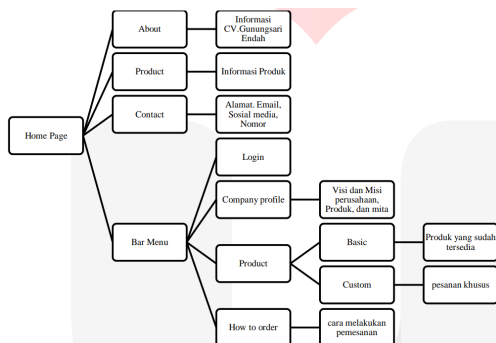 About
Informasi
CV.Gunungsari
Endah
Product
Informasi Produk
Contact
Alamat. Email,
Sosial media,
Nomor
Home Page
Login
Company profile
Visi dan Misi
perusahaan,
Produk, dan mita
Bar Menu
Product
Basic
Produk yang sudah
tersedia
Custom
pesanan khusus
How to order
cara melakukan
pemesanan